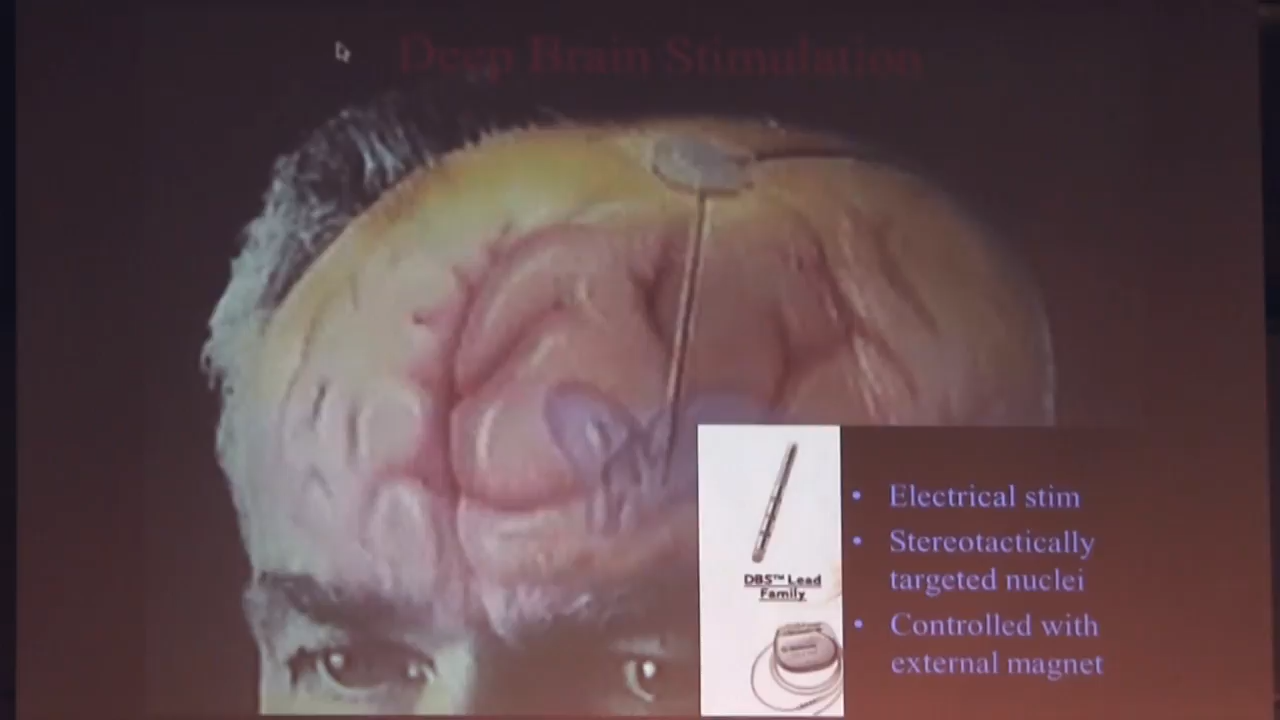 Deep Brain Stimulation
• Electrical stim
• Stereotactically
targeted nuclei
• Controlled with
external magnet
DBS™ Lead
Family